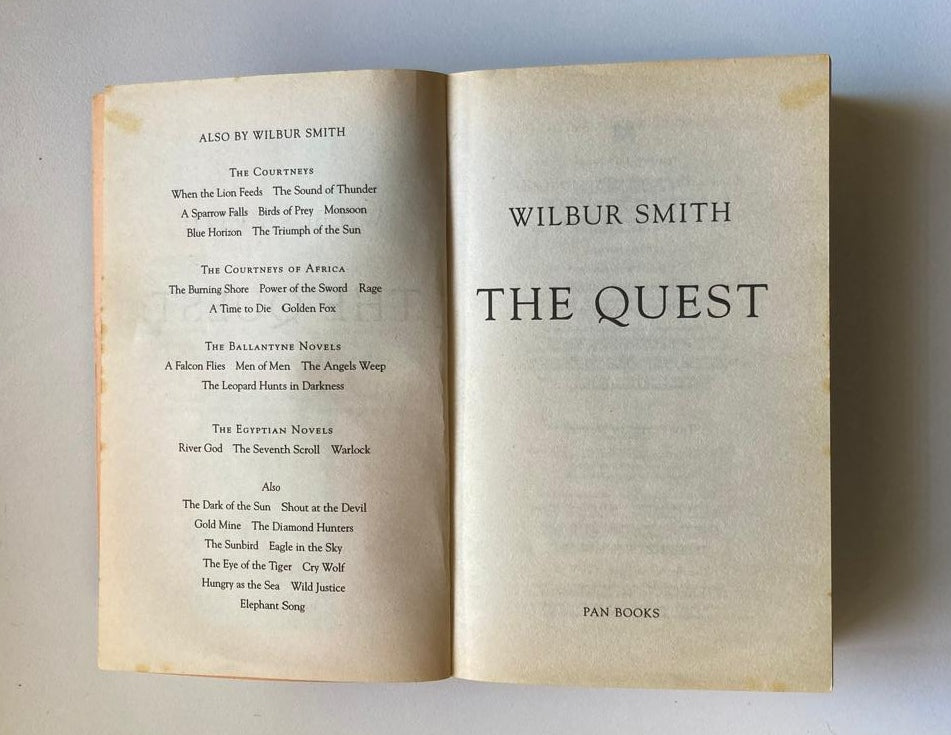 ALSO BY WILBUR SMITH
THE COURTNEYS
When the Lion Feeds The Sound of Thunder
A Sparrow Falls Birds of Prey Monsoon
Blue Horizon The Triumph of the Sun
THE COURTNEYS OF AFRICA
The Burning Shore Power of the Sword Rage
A Time to Die Golden Fox
THE BALLANTYNE NOVELS
A Falcon Flies Men of Men The Angels Weep
The Leopard Hunts in Darkness
THE EGYPTIAN NOVELS
River God The Seventh Scroll Warlock
Also
The Dark of the Sun Shout at the Devil
Gold Mine The Diamond Hunters
The Sunbird Eagle in the Sky
The Eye of the Tiger Cry Wolf
Hungry as the Sea Wild Justice
Elephant Song
WILBUR SMITH
THE QUEST
PAN BOOKS